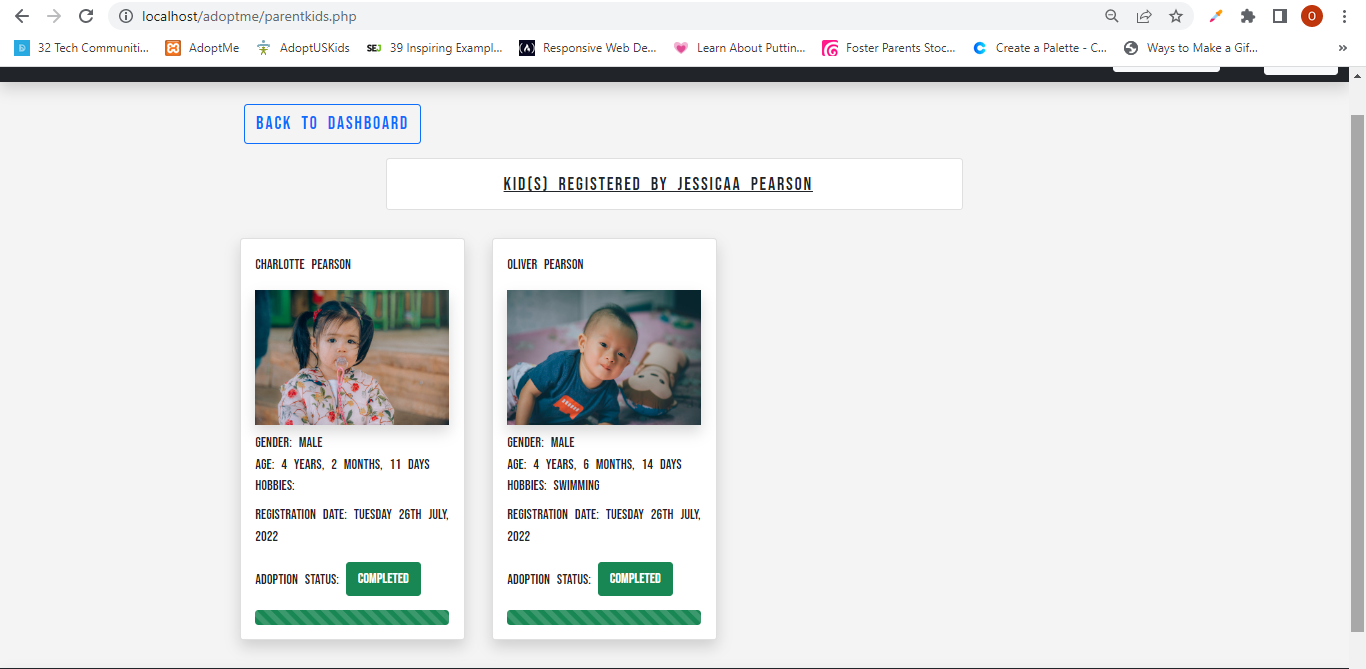 localhost/adoptme/parentkids.php
O
32 Tech Communiti...
AdoptMe
AdoptUSKids
SEJ 39 Inspiring Exampl...
Responsive Web De...
Learn About Puttin...
Foster Parents Stoc...
Create a Palette - C...
Ways to Make a Gif...
»
BACK TO DASHBOARD
KID(S) REGISTERED BY JESSICAA PEARSON
CHARLOTTE PEARSON
GENDER: MALE
AGE: 4 YEARS, 2 MONTHS, 11 DAYS
HOBBIES:
REGISTRATION DATE: TUESDAY 26TH JULY,
2022
ADOPTION STATUS: COMPLETED
OLIVER PEARSON
GENDER: MALE
AGE: 4 YEARS, 6 MONTHS, 14 DAYS
HOBBIES: SWIMMING
REGISTRATION DATE: TUESDAY 26TH JULY,
2022
ADOPTION STATUS: COMPLETED